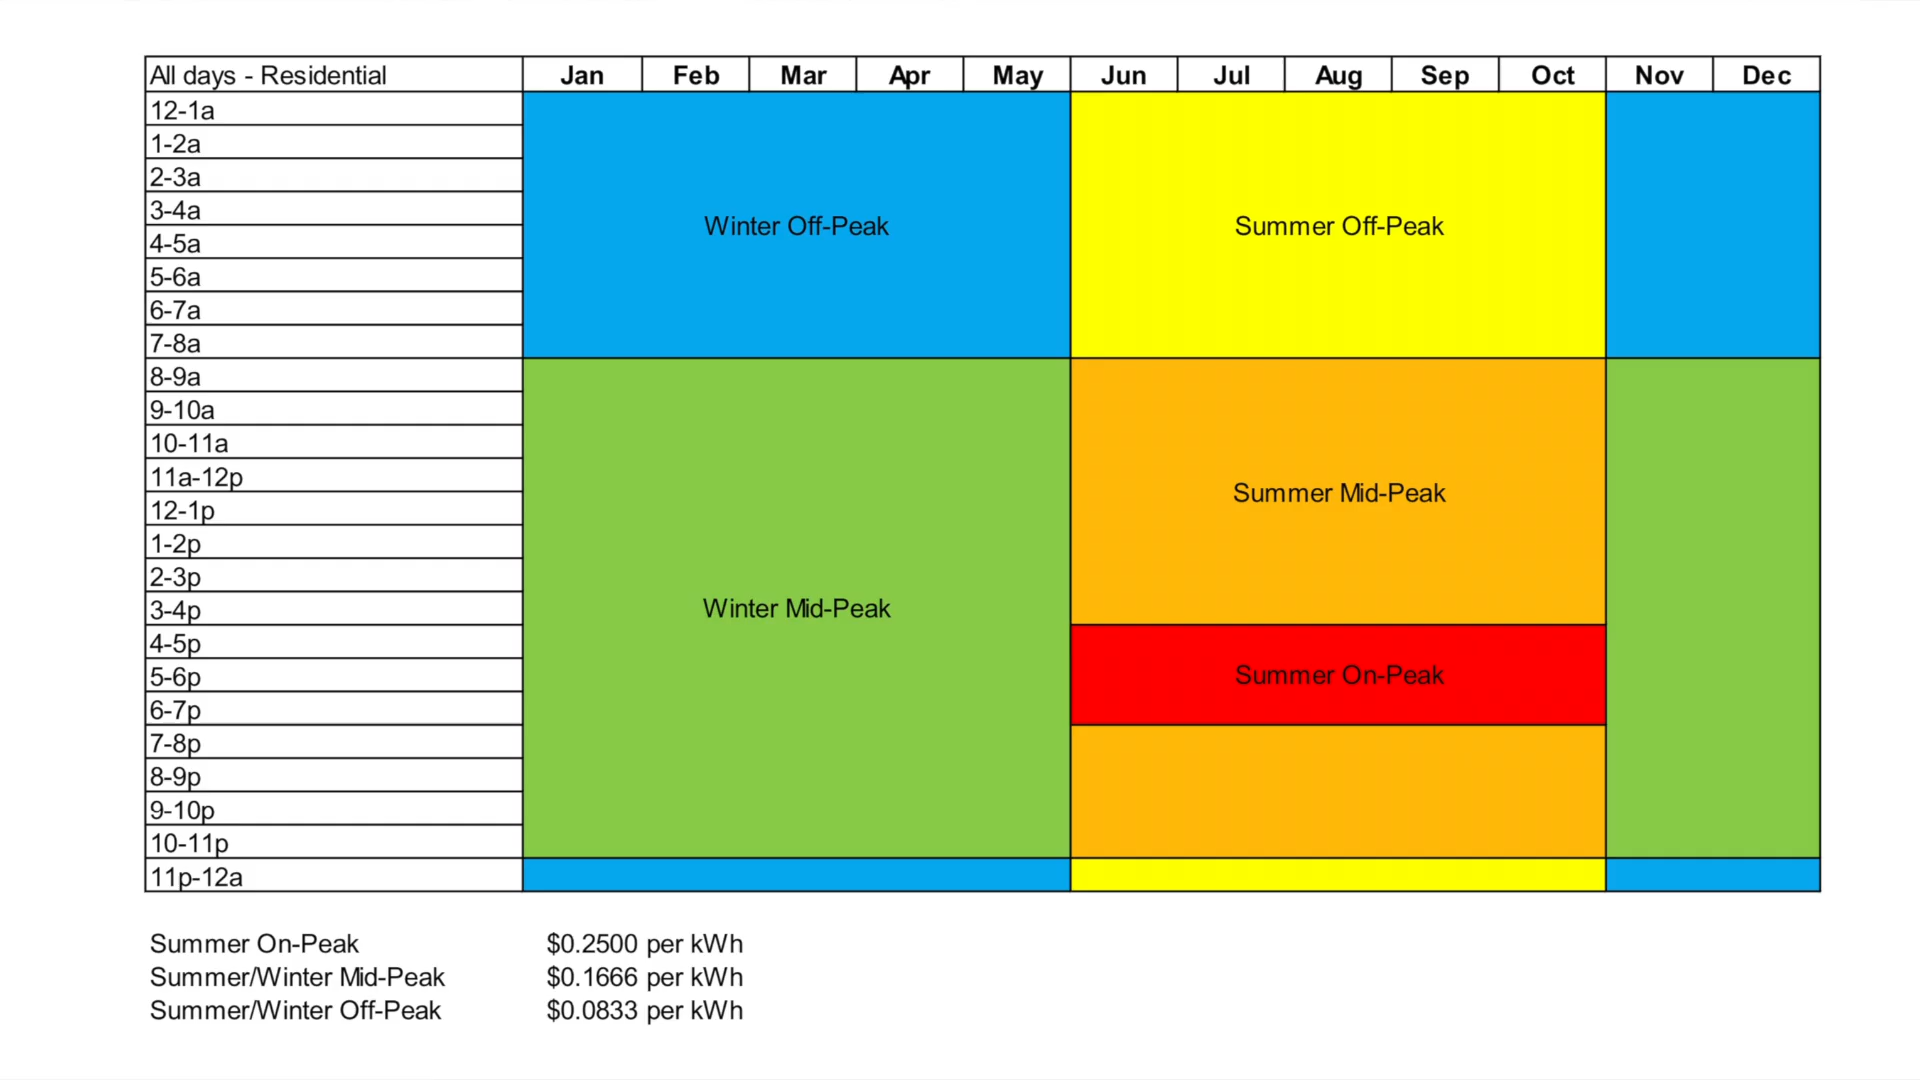 All days - Residential Jan Feb Mar Apr May Jun Jul Aug Sep Oct Nov Dec
12-1a
1-2a
2-3a
3-4a
Winter Off-Peak Summer Off-Peak
4-5a
5-6a
6-7a
7-8a
8-9a
9-10a
10-11a
11a-12p
Summer Mid-Peak
12-1p
1-2p
2-3p
3-4p
Winter Mid-Peak
4-5p
5-6p Summer On-Peak
6-7p
7-8p
8-9p
9-10p
10-11p
11p-12a
Summer On-Peak $0.2500 per kWh
Summer/Winter Mid-Peak $0.1666 per kWh
Summer/Winter Off-Peak $0.0833 per kWh